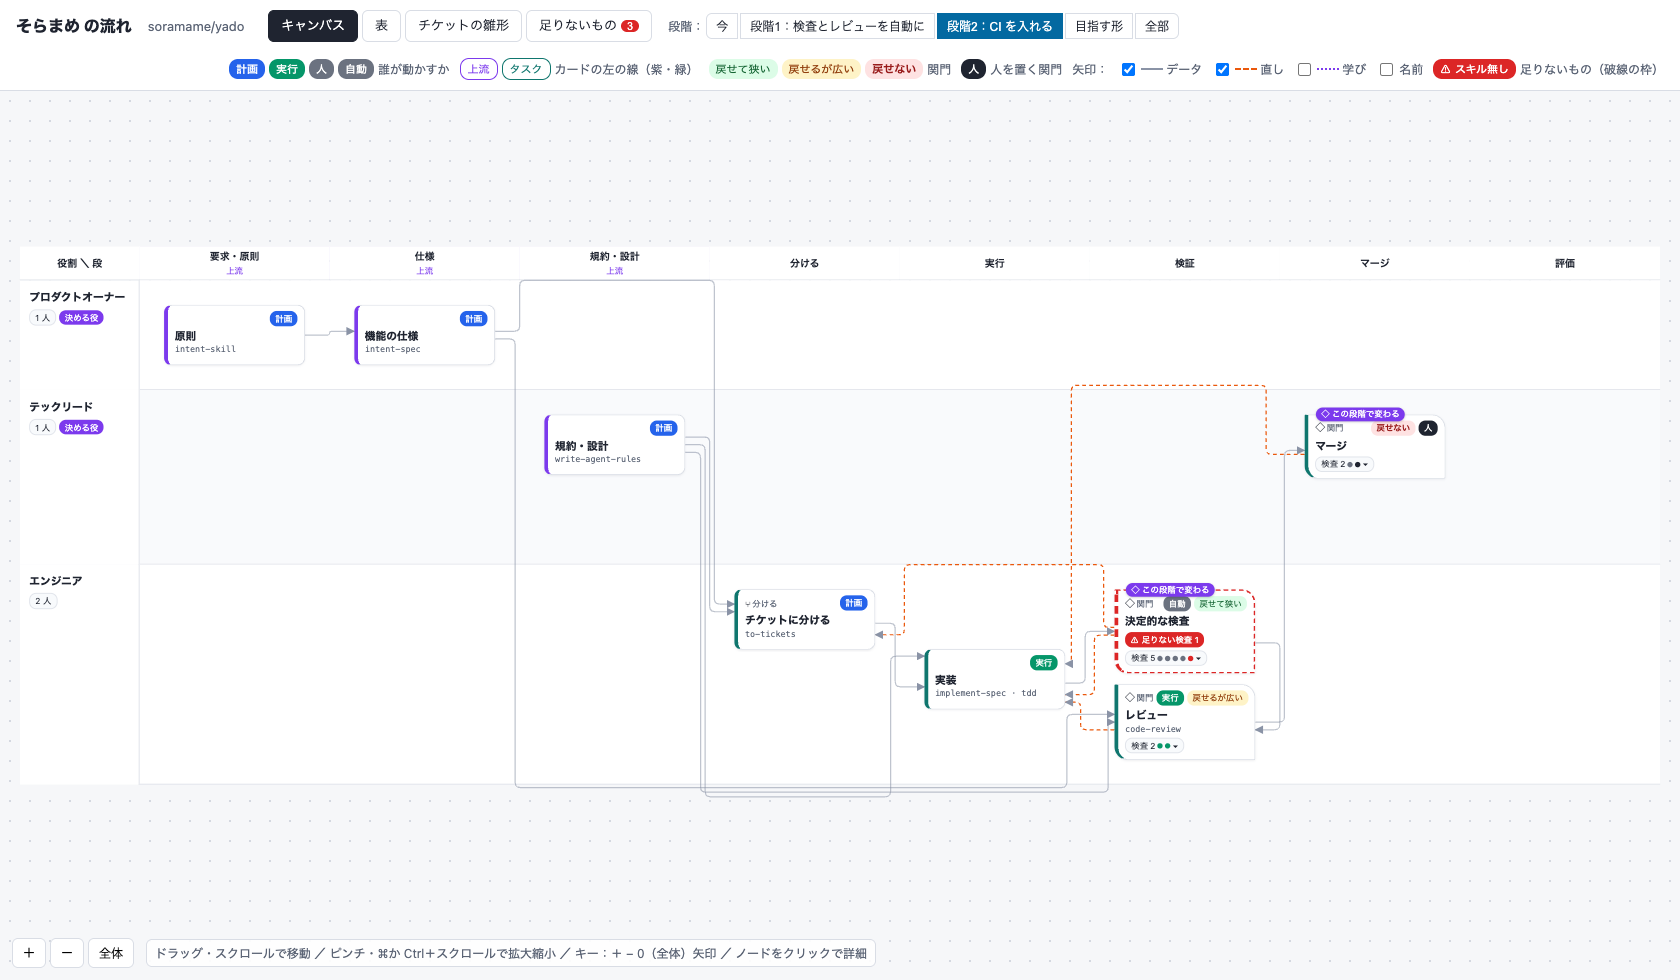 そらまめ の流れ soramame/yado キャンバス 表 チケットの雛形 足りないもの 3 段階： 今 段階1：検査とレビューを自動に 段階2：CI を入れる 目指す形 全部
計画 実行 人 自動 誰が動かすか 上流 タスク カードの左の線（紫・緑） 戻せて狭い 戻せるが広い 戻せない 関門 人 人を置く関門 矢印： データ 直し 学び 名前 ⚠ スキル無し 足りないもの（破線の枠）
役割 ＼ 段 要求・原則 仕様 規約・設計 分ける 実行 検証 マージ 評価
上流 上流 上流
プロダクトオーナー
1 人 決める役
計画
原則
intent-skill
計画
機能の仕様
intent-spec
テックリード
1 人 決める役
計画
規約・設計
write-agent-rules
◇ この段階で変わる
◇関門 戻せない 人
マージ
検査 2
エンジニア
2 人
分ける 計画
チケットに分ける
to-tickets
実行
実装
implement-spec · tdd
◇ この段階で変わる
◇関門 自動 戻せて狭い
決定的な検査
⚠ 足りない検査 1
検査 5
◇関門 実行 戻せるが広い
レビュー
code-review
検査 2
＋ − 全体 ドラッグ・スクロールで移動 ／ ピンチ・⌘か Ctrl＋スクロールで拡大縮小 ／ キー：＋ − 0（全体）矢印 ／ ノードをクリックで詳細